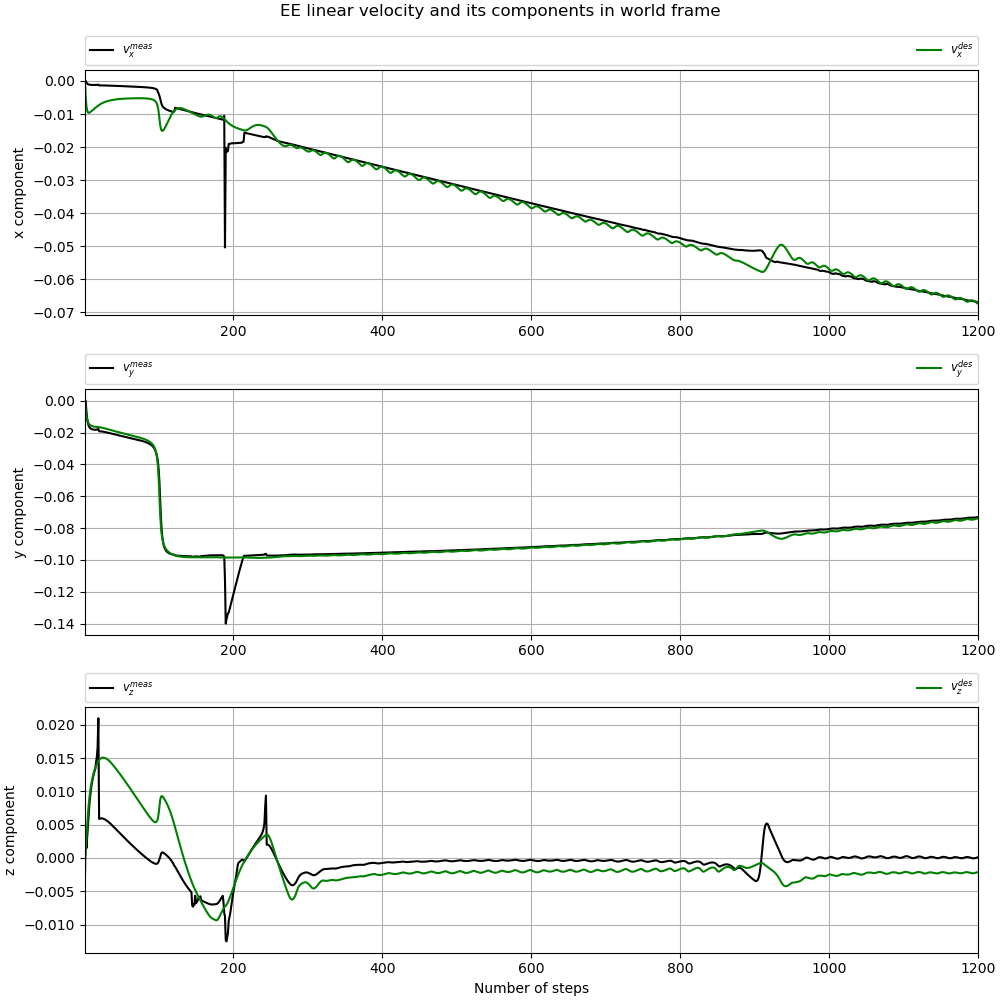 EE linear velocity and its components in world frame
v_x^meas v_x^des
0.00
−0.01
−0.02
−0.03
−0.04
−0.05
−0.06
−0.07
x component
200 400 600 800 1000 1200
v_y^meas v_y^des
0.00
−0.02
−0.04
−0.06
−0.08
−0.10
−0.12
−0.14
y component
200 400 600 800 1000 1200
v_z^meas v_z^des
0.020
0.015
0.010
0.005
0.000
−0.005
−0.010
z component
200 400 600 800 1000 1200
Number of steps